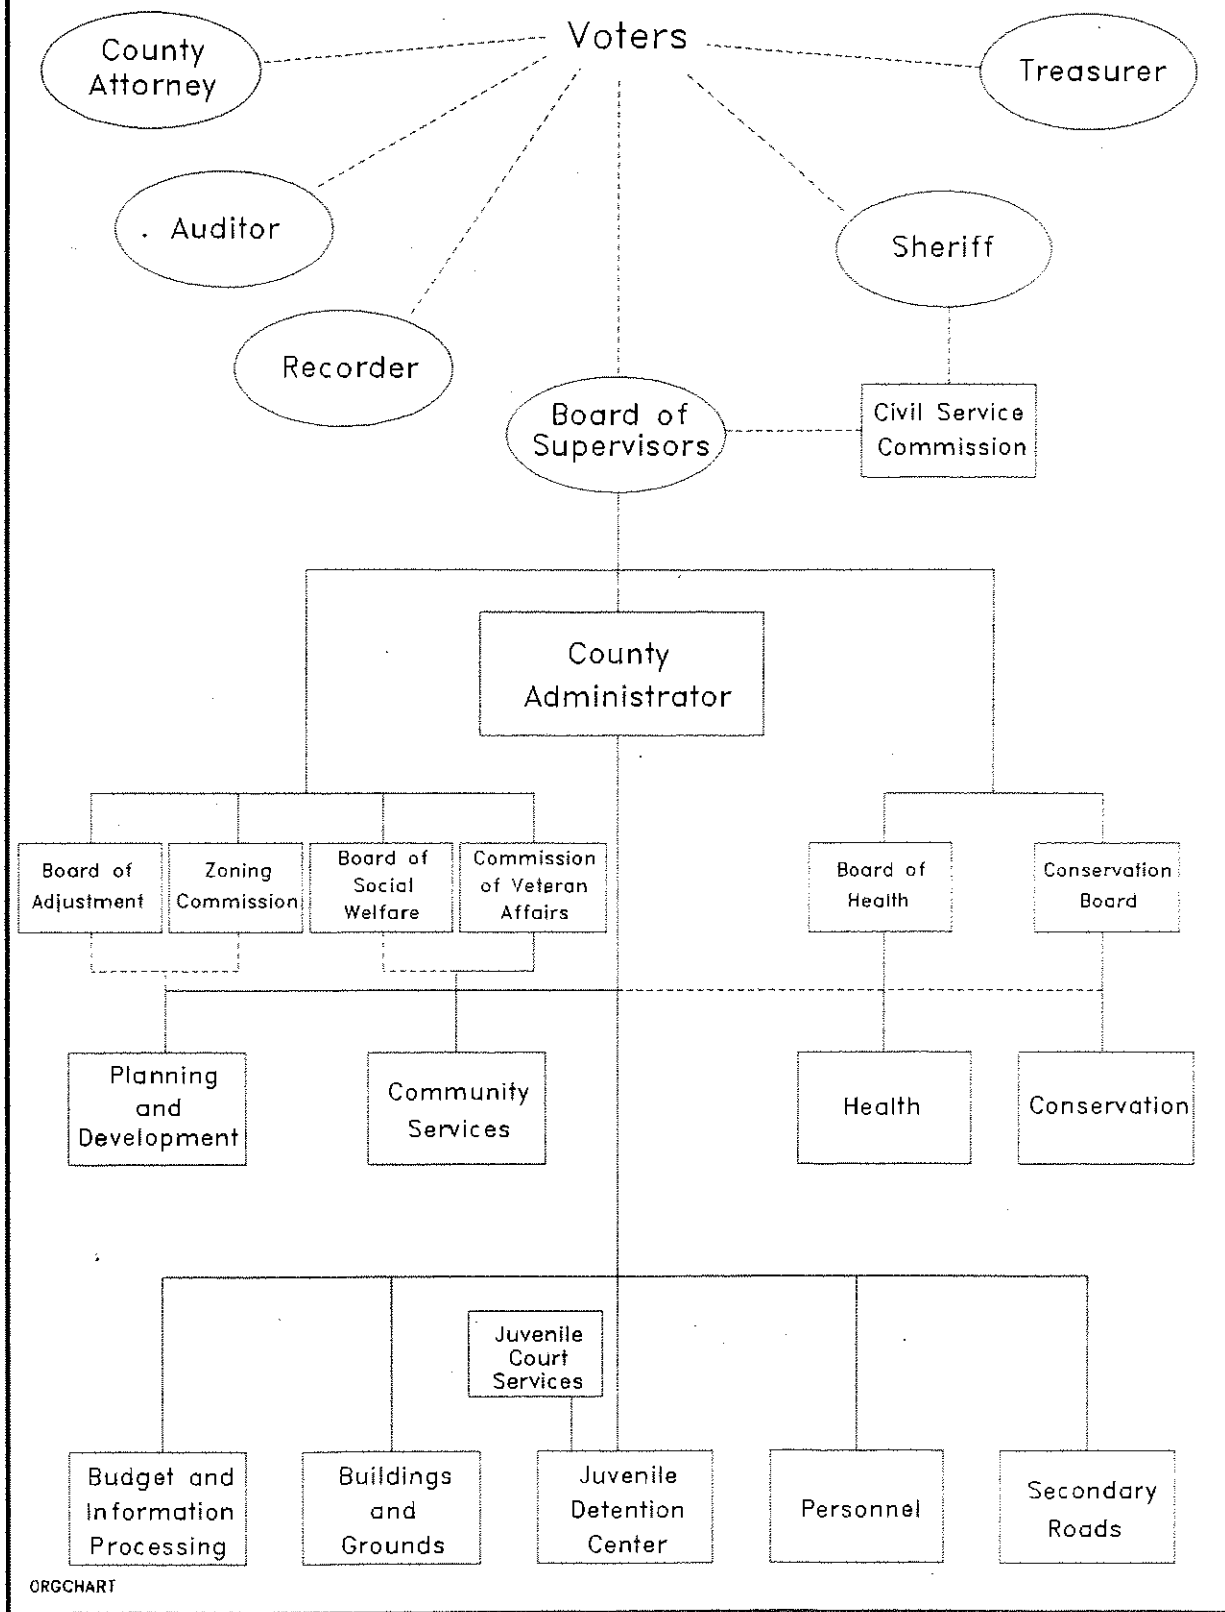 Voters
County
Attorney
Treasurer
Auditor
Sheriff
Recorder
Board of
Supervisors
Civil Service
Commission
County
Administrator
Board of
Adjustment
Zoning
Commission
Board of
Social
Welfare
Commission
of Veteran
Affairs
Board of
Health
Conservation
Board
Planning
and
Development
Community
Services
Health
Conservation
Juvenile
Court
Services
Budget and
Information
Processing
Buildings
and
Grounds
Juvenile
Detention
Center
Personnel
Secondary
Roads
ORGCHART